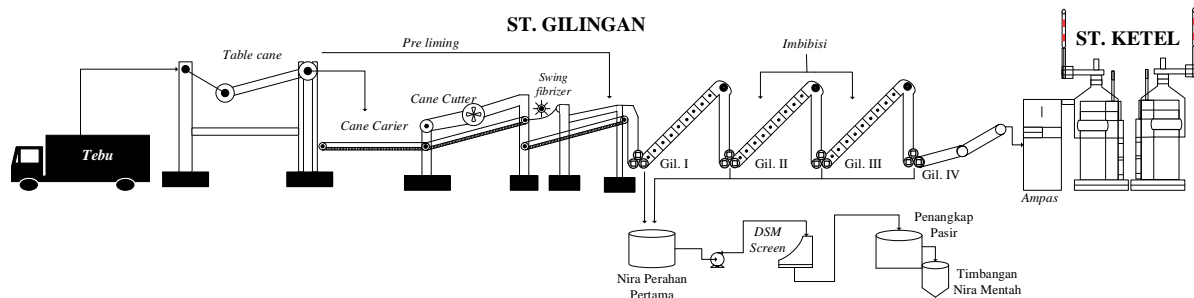 ST. GILINGAN
ST. KETEL
Pre liming
Imbibisi
Table cane
Swing
fibrizer
Cane Cutter
Cane Carier
Tebu
Gil. I
Gil. II
Gil. III
Gil. IV
Ampas
Nira Perahan
Pertama
DSM
Screen
Penangkap
Pasir
Timbangan
Nira Mentah